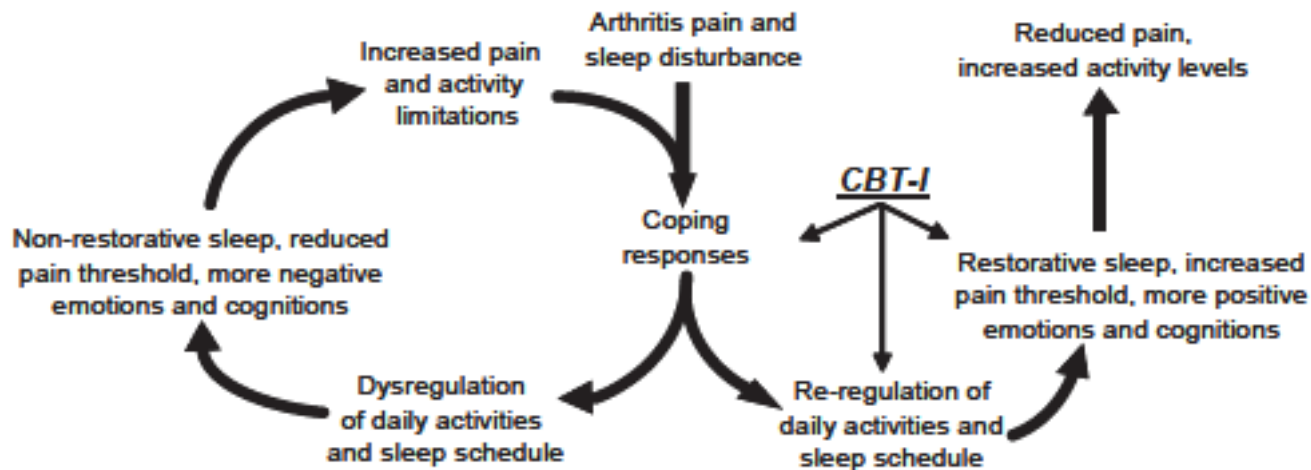 Arthritis pain and
sleep disturbance
Increased pain
and activity
limitations
Reduced pain,
increased activity levels
CBT-I
Coping
responses
Non-restorative sleep, reduced
pain threshold, more negative
emotions and cognitions
Restorative sleep, increased
pain threshold, more positive
emotions and cognitions
Dysregulation
of daily activities
and sleep schedule
Re-regulation of
daily activities and
sleep schedule